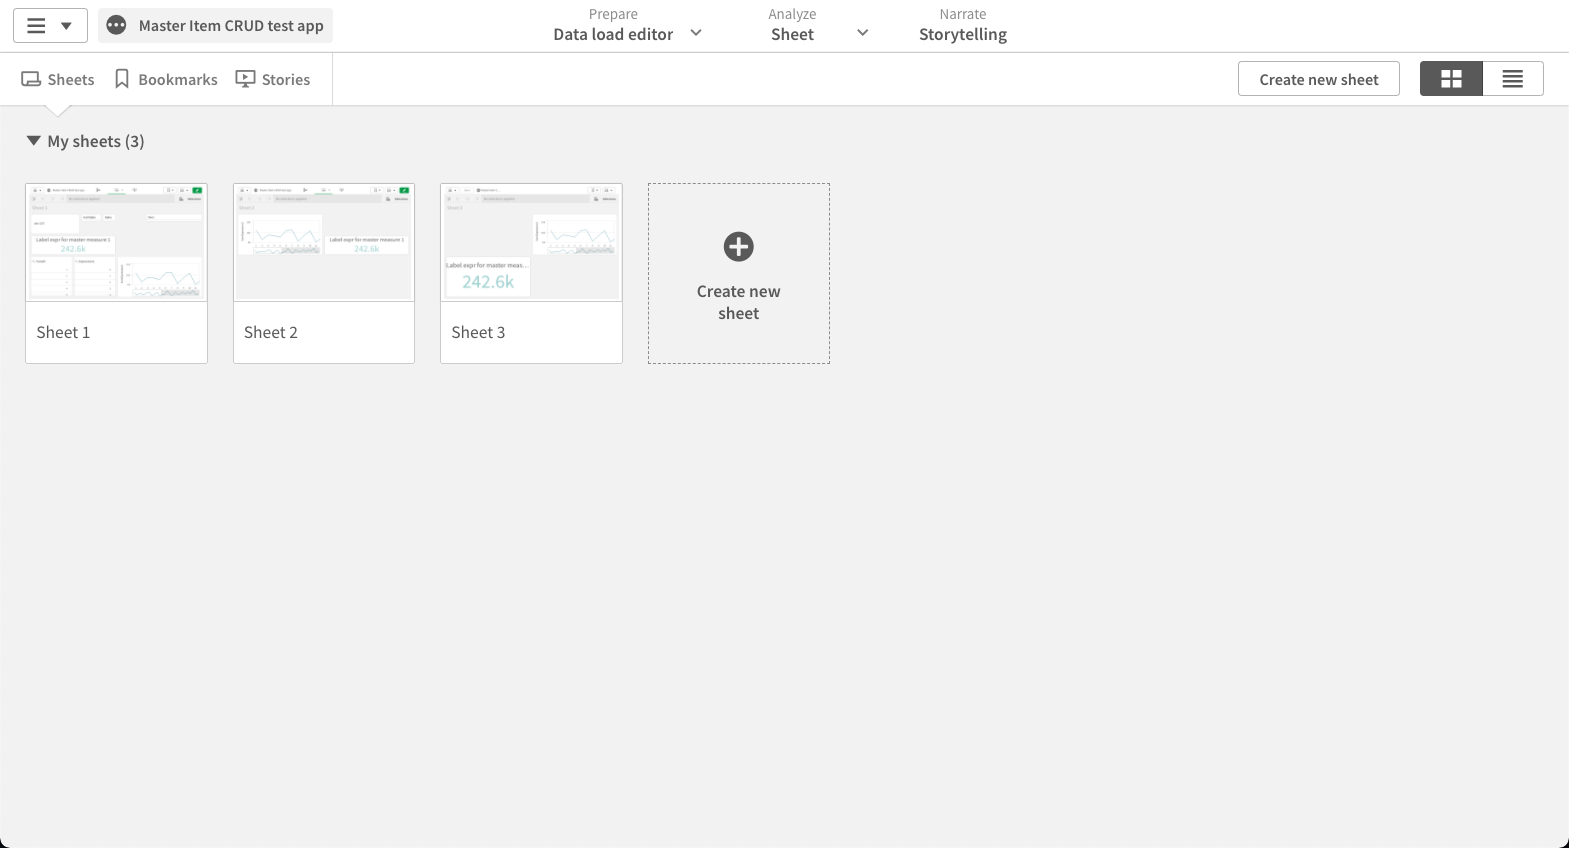 Master Item CRUD test app
Prepare
Data load editor
Analyze
Sheet
Narrate
Storytelling
Sheets
Bookmarks
Stories
Create new sheet
My sheets (3)
Label expr for master measure 1
242.6k
Sheet 1
Label expr for master measure 1
242.6k
Sheet 2
Label expr for master meas...
242.6k
Sheet 3
Create new
sheet